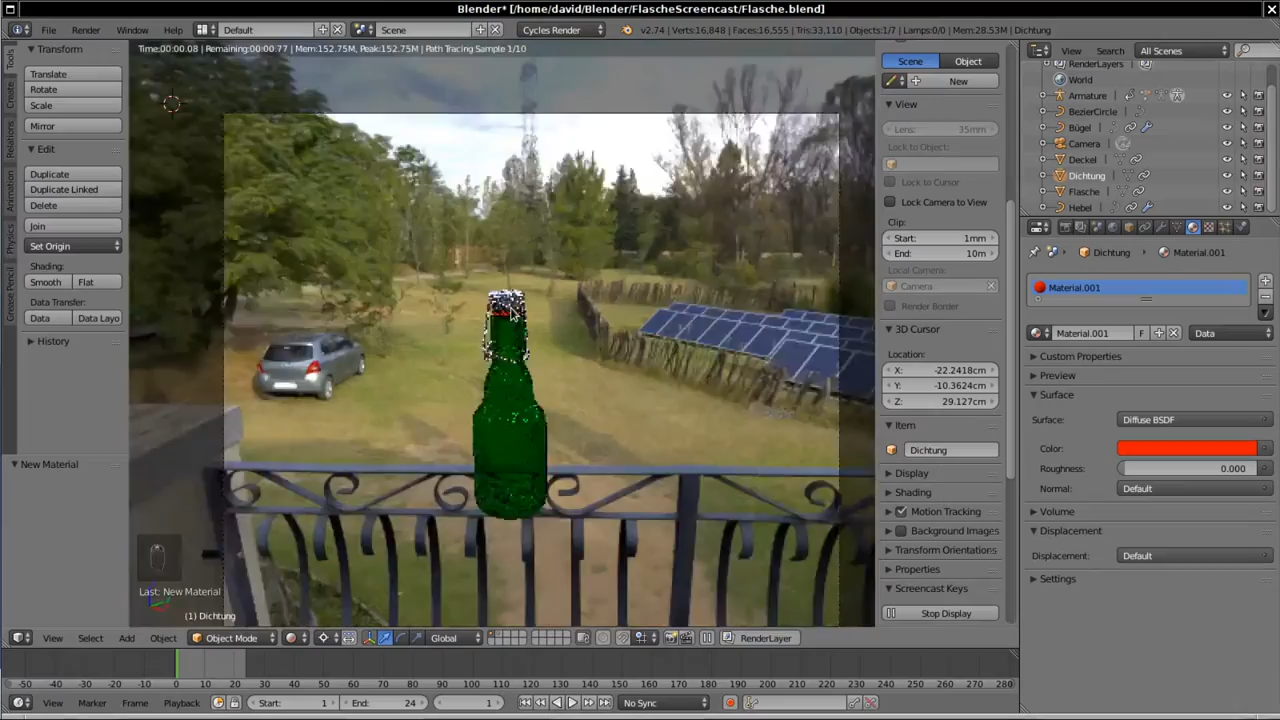 Blender* [/home/david/Blender/FlascheScreencast/Flasche.blend]
File Render Window Help Default Scene Cycles Render v2.74 | Verts:16,848 | Faces:16,555 | Tris:33,110 | Objects:1/7 | Lamps:0/0 | Mem:28.53M | Dichtung
Time:00:00.08 | Remaining:00:00.77 | Mem:152.75M, Peak:152.75M | Path Tracing Sample 1/10
Tools
Create
Relations
Animation
Physics
Grease Pencil
Transform
Translate
Rotate
Scale
Mirror
Edit
Duplicate
Duplicate Linked
Delete
Join
Set Origin
Shading:
Smooth Flat
Data Transfer:
Data Data Layo
History
New Material
Last: New Material
(1) Dichtung
Scene Object
New
View
Lens: 35mm
Lock to Object:
Lock to Cursor
Lock Camera to View
Clip:
Start: 1mm
End: 10m
Local Camera:
Camera
Render Border
3D Cursor
Location:
X: -22.2418cm
Y: -10.3624cm
Z: 29.127cm
Item
Dichtung
Display
Shading
Motion Tracking
Background Images
Transform Orientations
Properties
Screencast Keys
Stop Display
View Search All Scenes
RenderLayers
World
Armature
BezierCircle
Bügel
Camera
Deckel
Dichtung
Flasche
Hebel
Dichtung Material.001
Material.001
Material.001 F Data
Custom Properties
Preview
Surface
Surface: Diffuse BSDF
Color:
Roughness: 0.000
Normal: Default
Volume
Displacement
Displacement: Default
Settings
View Select Add Object Object Mode Global RenderLayer
-50 -40 -30 -20 -10 0 10 20 30 40 50 60 70 80 90 100 110 120 130 140 150 160 170 180 190 200 210 220 230 240 250 260 270 280
View Marker Frame Playback Start: 1 End: 24 1 No Sync